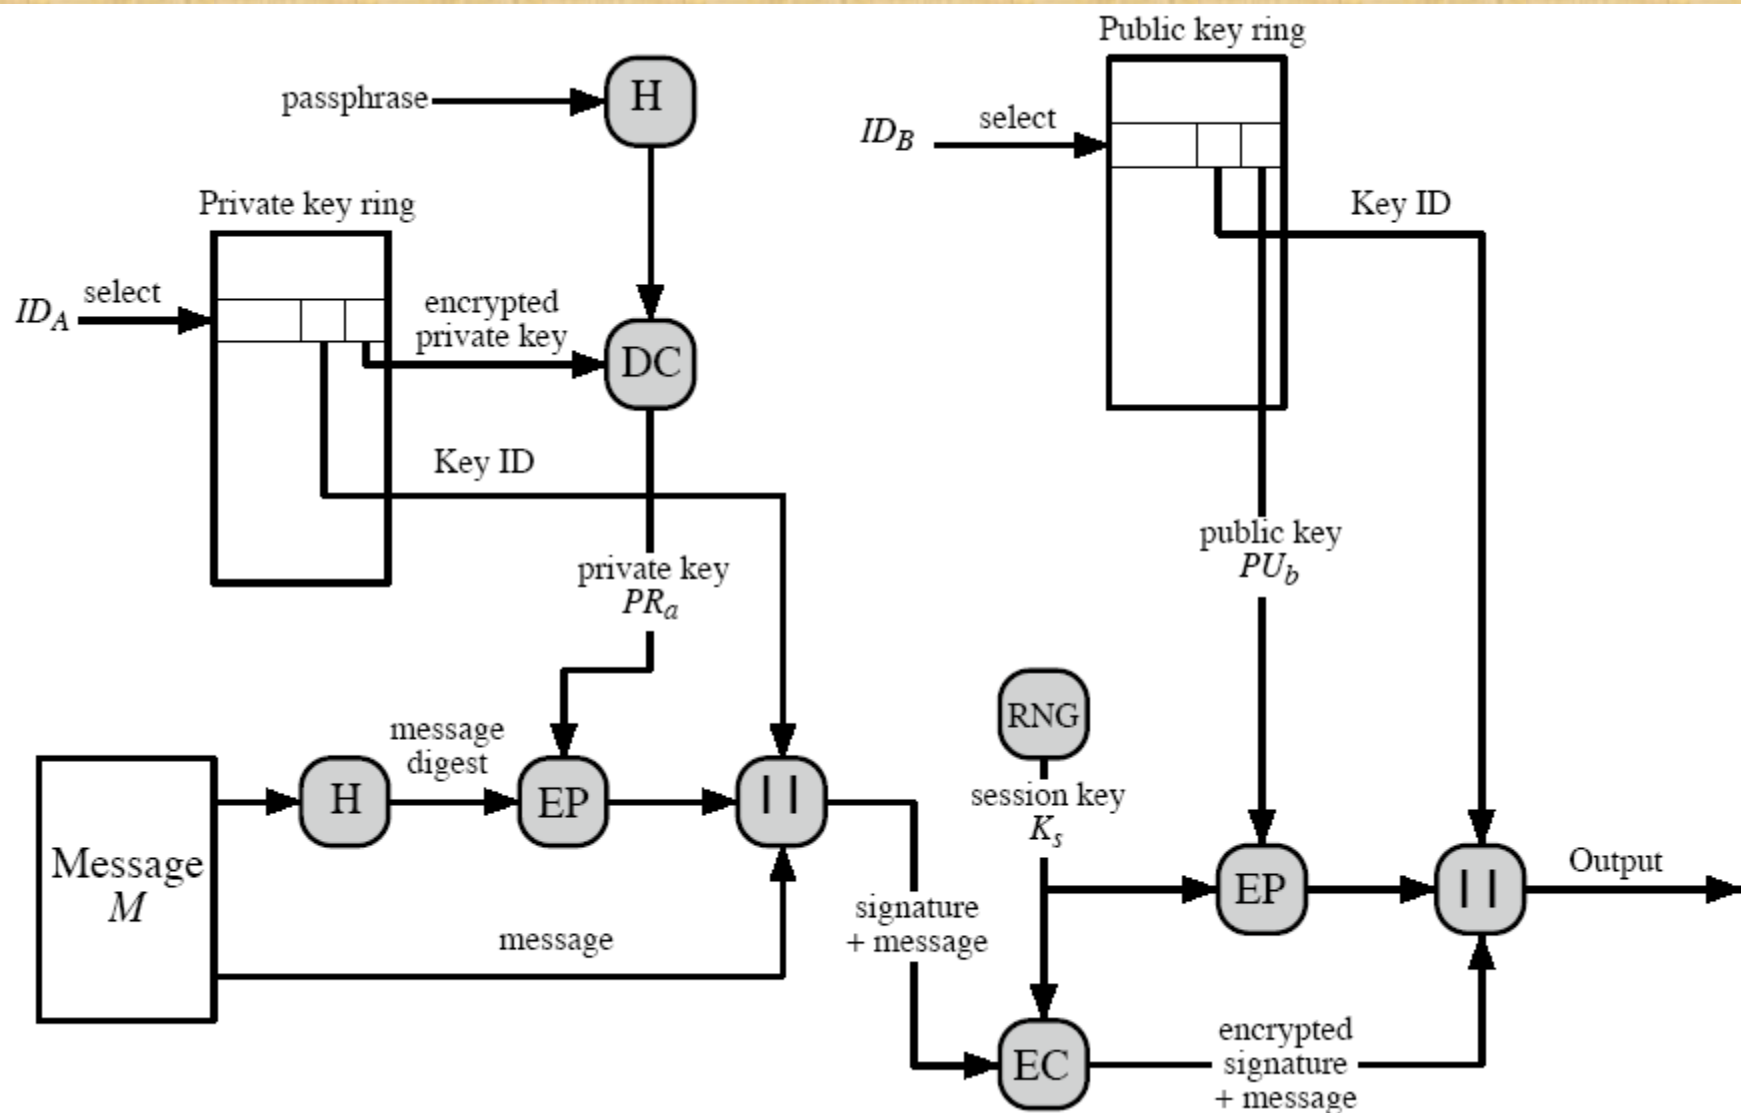 Public key ring
passphrase
H
ID_B
select
Private key ring
Key ID
ID_A
select
encrypted
private key
DC
Key ID
public key
PU_b
private key
PR_a
RNG
message
digest
session key
K_s
H
EP
||
Message
M
signature
+ message
EP
||
Output
message
EC
encrypted
signature
+ message